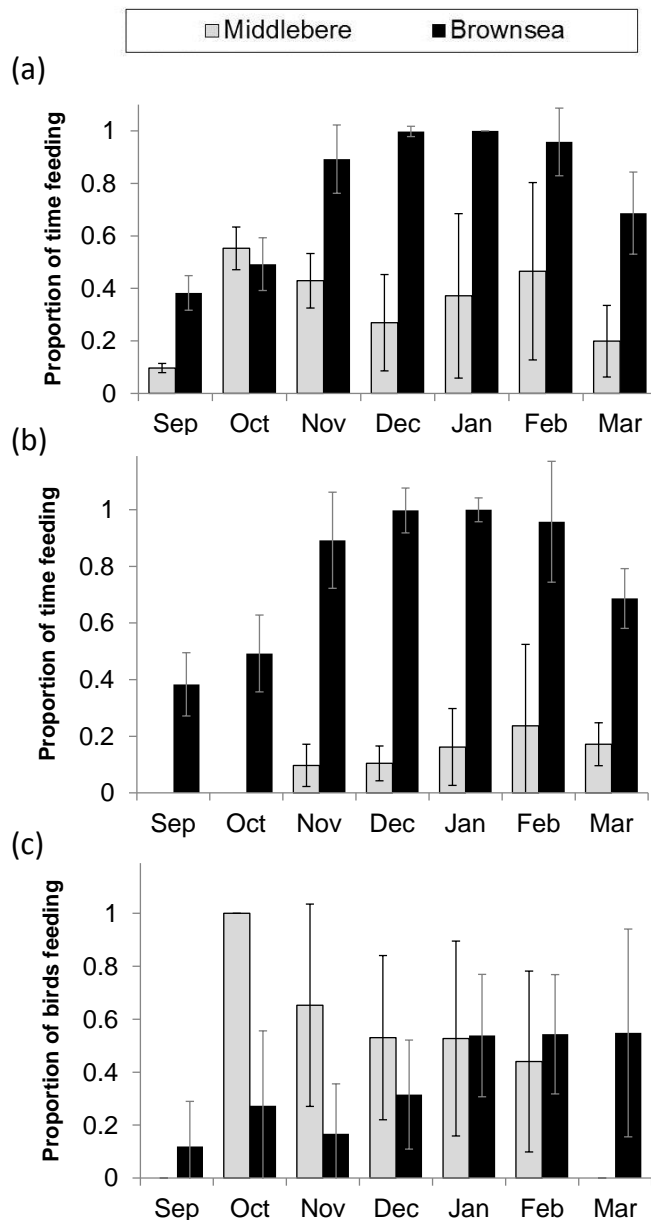 Middlebere Brownsea
(a)
Proportion of time feeding
1
0.8
0.6
0.4
0.2
0
Sep Oct Nov Dec Jan Feb Mar
(b)
Proportion of time feeding
1
0.8
0.6
0.4
0.2
0
Sep Oct Nov Dec Jan Feb Mar
(c)
Proportion of birds feeding
1
0.8
0.6
0.4
0.2
0
Sep Oct Nov Dec Jan Feb Mar